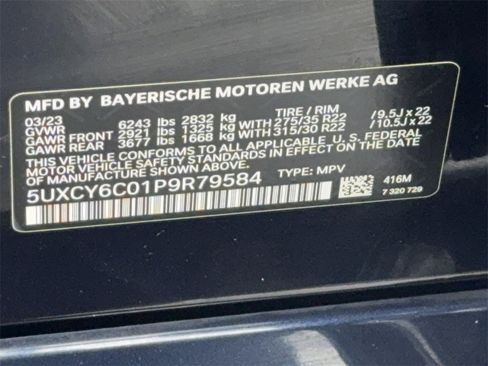 MFD BY BAYERISCHE MOTOREN WERKE AG
03/23 TIRE / RIM
GVWR 6243 lbs 2832 kg
GAWR FRONT 2921 lbs 1325 kg 275/35 R22 /9.5J x 22
GAWR REAR 3677 lbs 1668 kg 315/30 R22 /10.5J x 22
THIS VEHICLE CONFORMS TO ALL APPLICABLE U.S. FEDERAL
MOTOR VEHICLE SAFETY STANDARDS IN EFFECT ON THE DATE
OF MANUFACTURE SHOWN ABOVE.
5UXCY6C01P9R79584 TYPE: MPV
416M
7 320 729